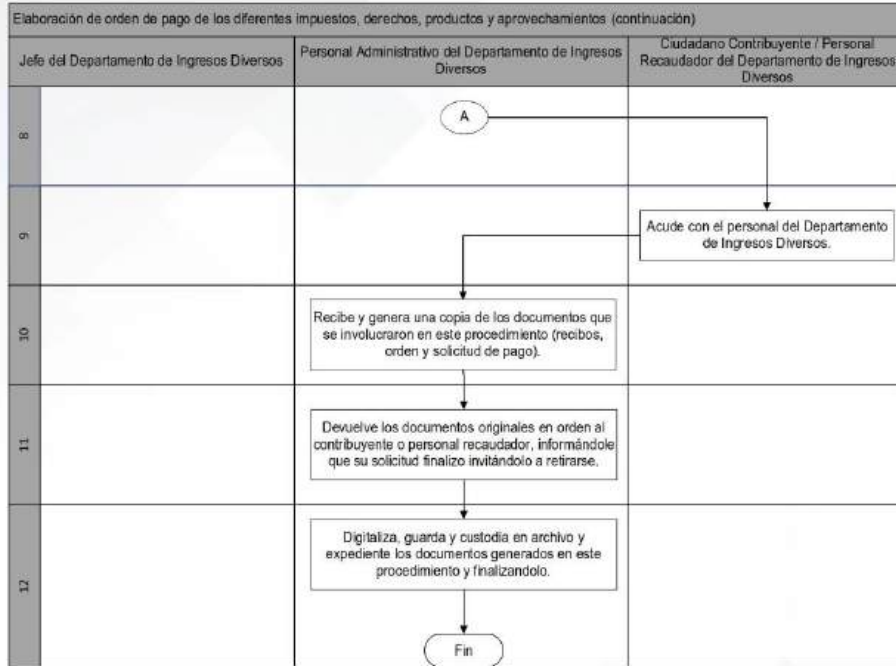 Elaboración de orden de pago de los diferentes impuestos, derechos, productos y aprovechamientos (continuación)
Jefe del Departamento de Ingresos Diversos
Personal Administrativo del Departamento de Ingresos
Diversos
Ciudadano Contribuyente / Personal
Recaudador del Departamento de Ingresos
Diversos
8
A
9
Acude con el personal del Departamento
de Ingresos Diversos.
10
Recibe y genera una copia de los documentos que
se involucraron en este procedimiento (recibos,
orden y solicitud de pago).
11
Devuelve los documentos originales en orden al
contribuyente o personal recaudador, informándole
que su solicitud finalizo invitándolo a retirarse.
12
Digitaliza, guarda y custodia en archivo y
expediente los documentos generados en este
procedimiento y finalizandolo.
Fin